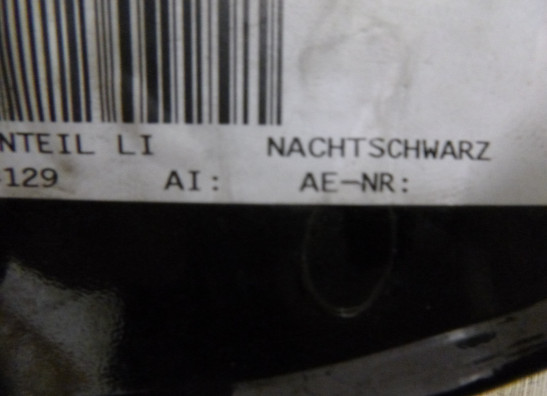 NTEIL LI NACHTSCHWARZ
129 AI: AE-NR: